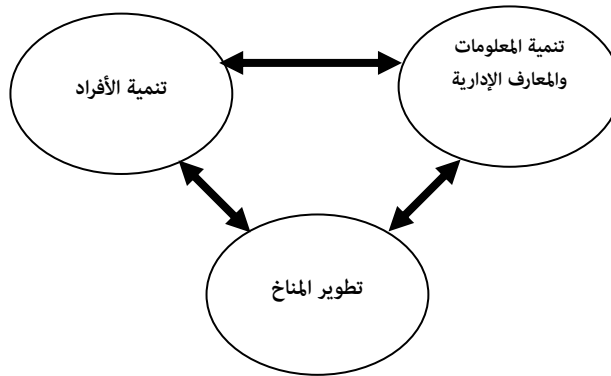 تنمية المعلومات
والمعارف الإدارية
تنمية الأفراد
تطوير المناخ